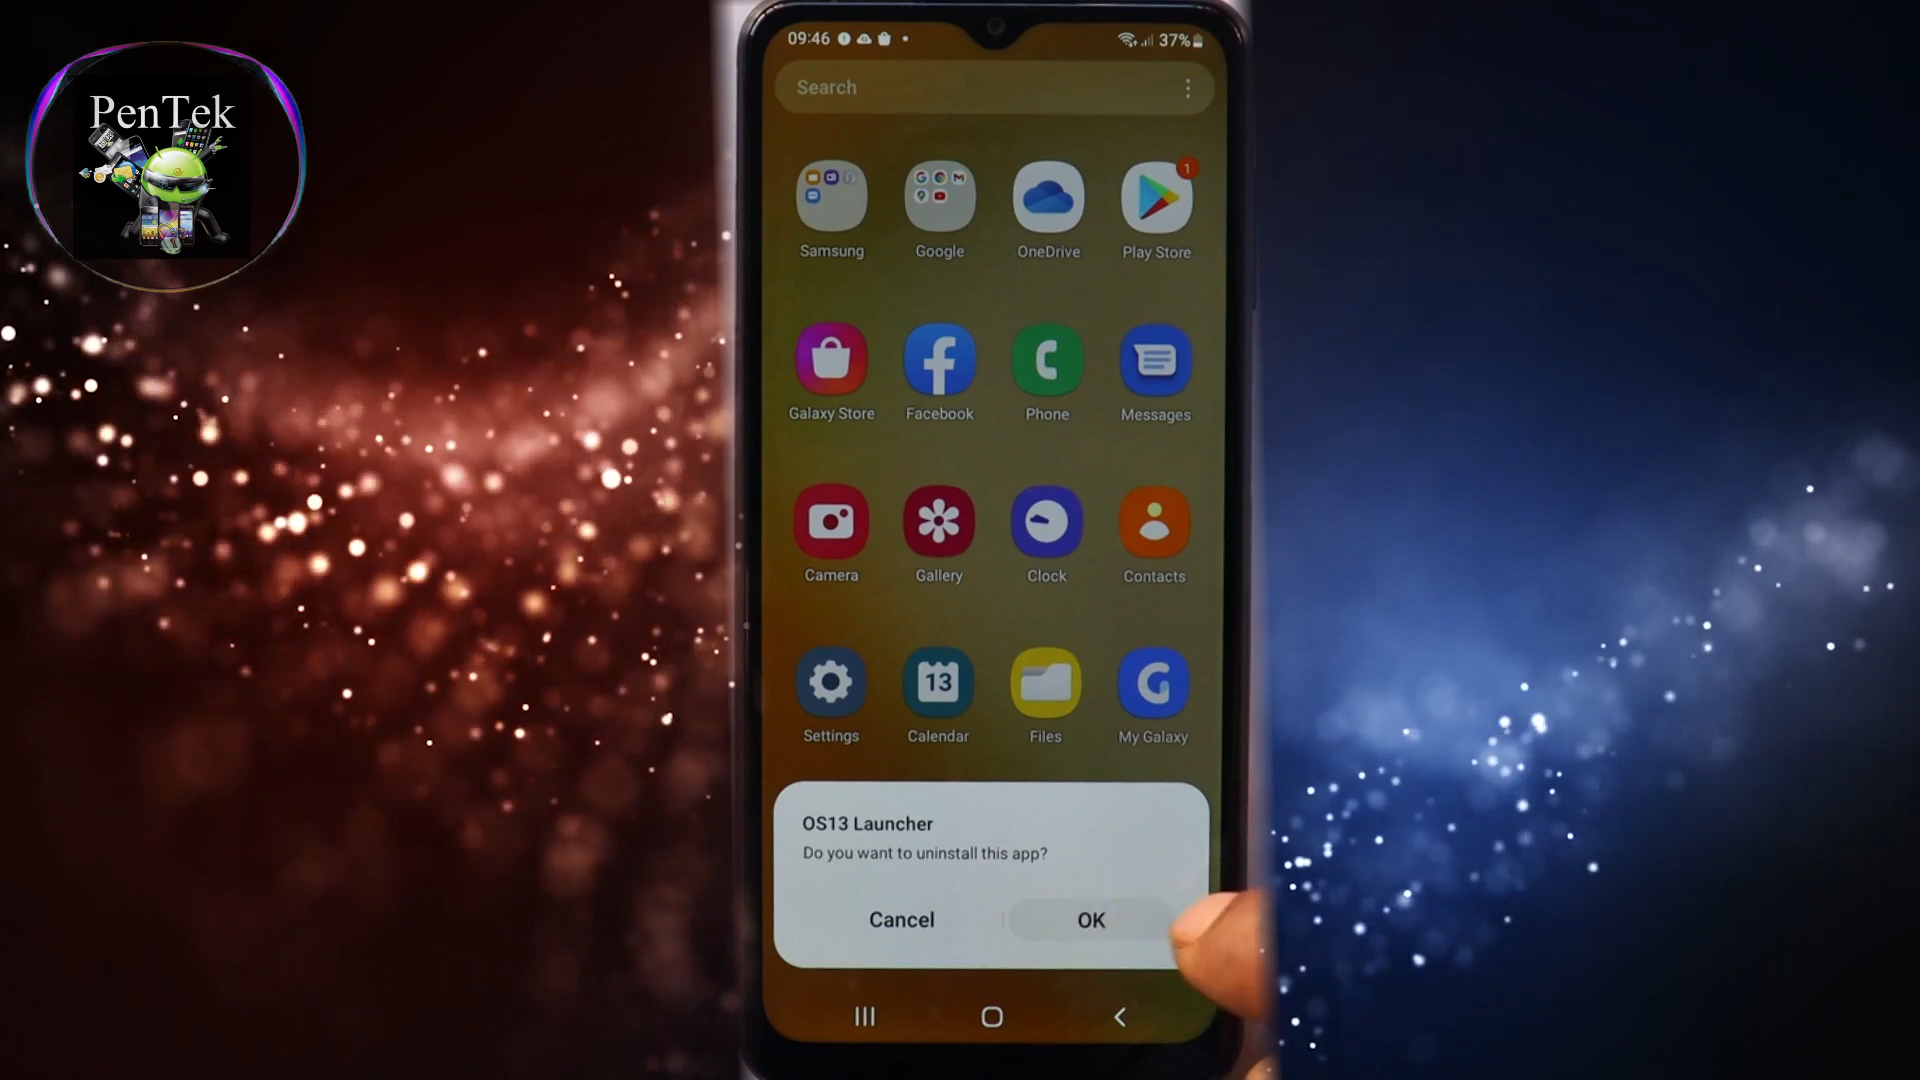 PenTek
09:46
37%
Search
1
Samsung
Google
OneDrive
Play Store
Galaxy Store
Facebook
Phone
Messages
Camera
Gallery
Clock
Contacts
13
Settings
Calendar
Files
My Galaxy
OS13 Launcher
Do you want to uninstall this app?
Cancel
OK